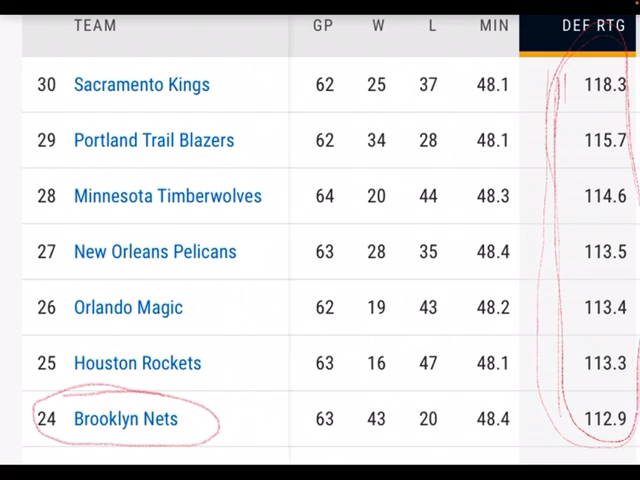 TEAM GP W L MIN DEF RTG
30 Sacramento Kings 62 25 37 48.1 118.3
29 Portland Trail Blazers 62 34 28 48.1 115.7
28 Minnesota Timberwolves 64 20 44 48.3 114.6
27 New Orleans Pelicans 63 28 35 48.4 113.5
26 Orlando Magic 62 19 43 48.2 113.4
25 Houston Rockets 63 16 47 48.1 113.3
24 Brooklyn Nets 63 43 20 48.4 112.9